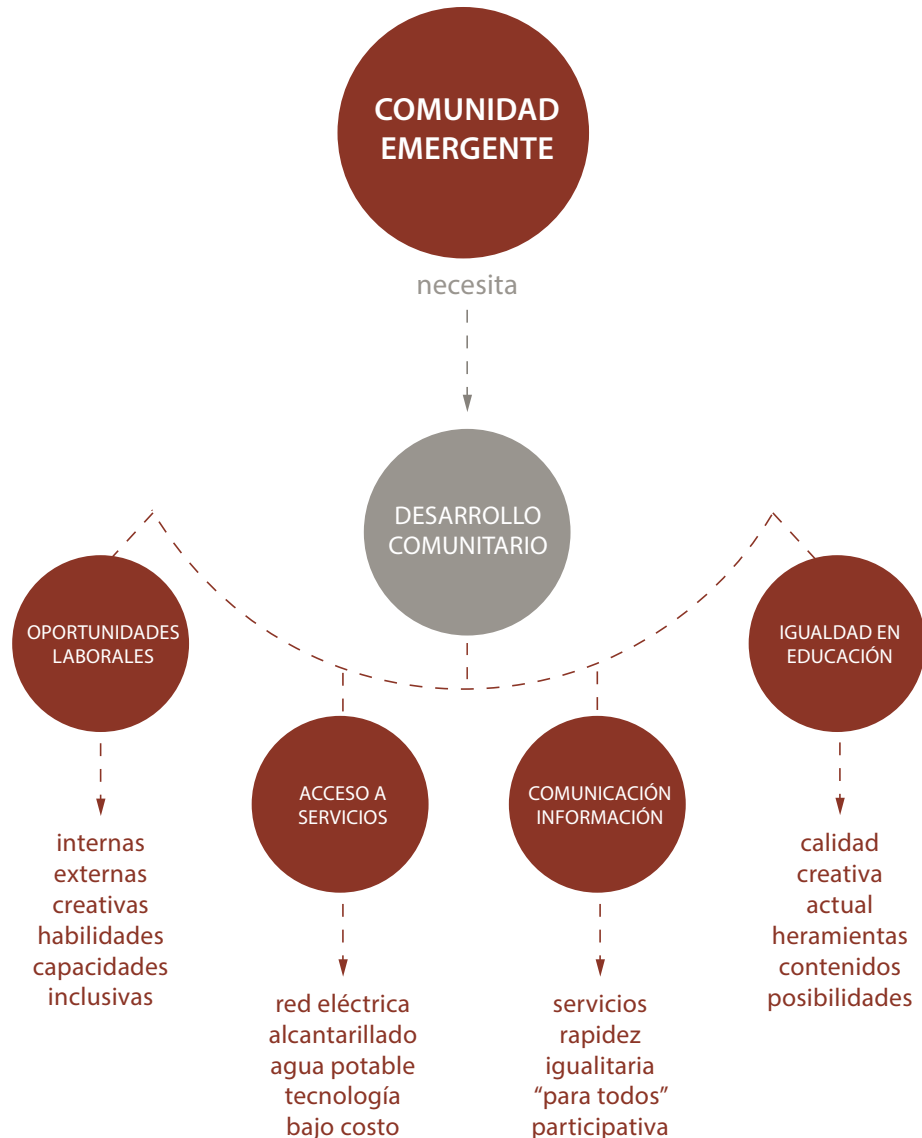 COMUNIDAD
EMERGENTE
necesita
DESARROLLO
COMUNITARIO
OPORTUNIDADES
LABORALES
internas
externas
creativas
habilidades
capacidades
inclusivas
ACCESO A
SERVICIOS
red eléctrica
alcantarillado
agua potable
tecnología
bajo costo
COMUNICACIÓN
INFORMACIÓN
servicios
rapidez
igualitaria
“para todos”
participativa
IGUALDAD EN
EDUCACIÓN
calidad
creativa
actual
heramientas
contenidos
posibilidades